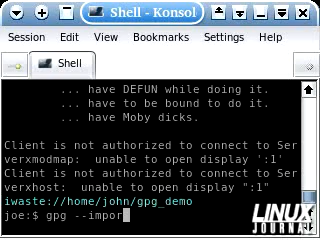 Shell - Konsol
Session Edit View Bookmarks Settings Help
Shell
... have DEFUN while doing it.
... have to be bound to do it.
... have Moby dicks.
Client is not authorized to connect to Ser
verxmodmap: unable to open display ':1'
Client is not authorized to connect to Ser
verxhost: unable to open display ":1"
iwaste://home/john/gpg_demo
joe:$ gpg --impor
LINUX
JOURNAL